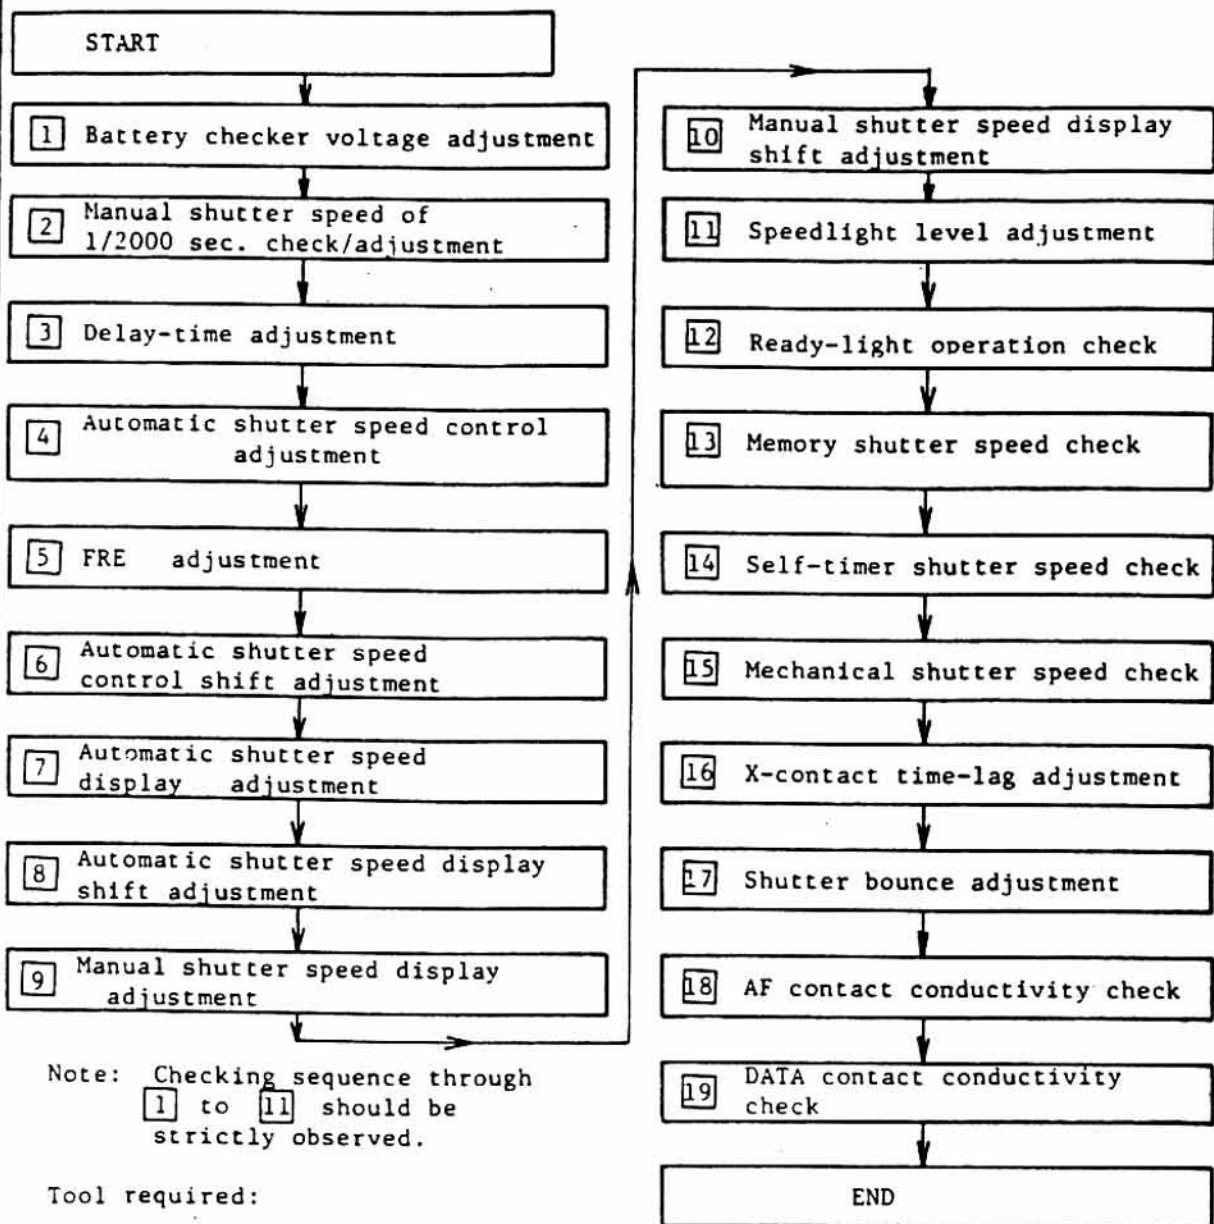 START
1 Battery checker voltage adjustment
2 Manual shutter speed of
1/2000 sec. check/adjustment
3 Delay-time adjustment
4 Automatic shutter speed control
adjustment
5 FRE adjustment
6 Automatic shutter speed
control shift adjustment
7 Automatic shutter speed
display adjustment
8 Automatic shutter speed display
shift adjustment
9 Manual shutter speed display
adjustment
Note: Checking sequence through
1 to 11 should be
strictly observed.
Tool required:
10 Manual shutter speed display
shift adjustment
11 Speedlight level adjustment
12 Ready-light operation check
13 Memory shutter speed check
14 Self-timer shutter speed check
15 Mechanical shutter speed check
16 X-contact time-lag adjustment
17 Shutter bounce adjustment
18 AF contact conductivity check
19 DATA contact conductivity
check
END